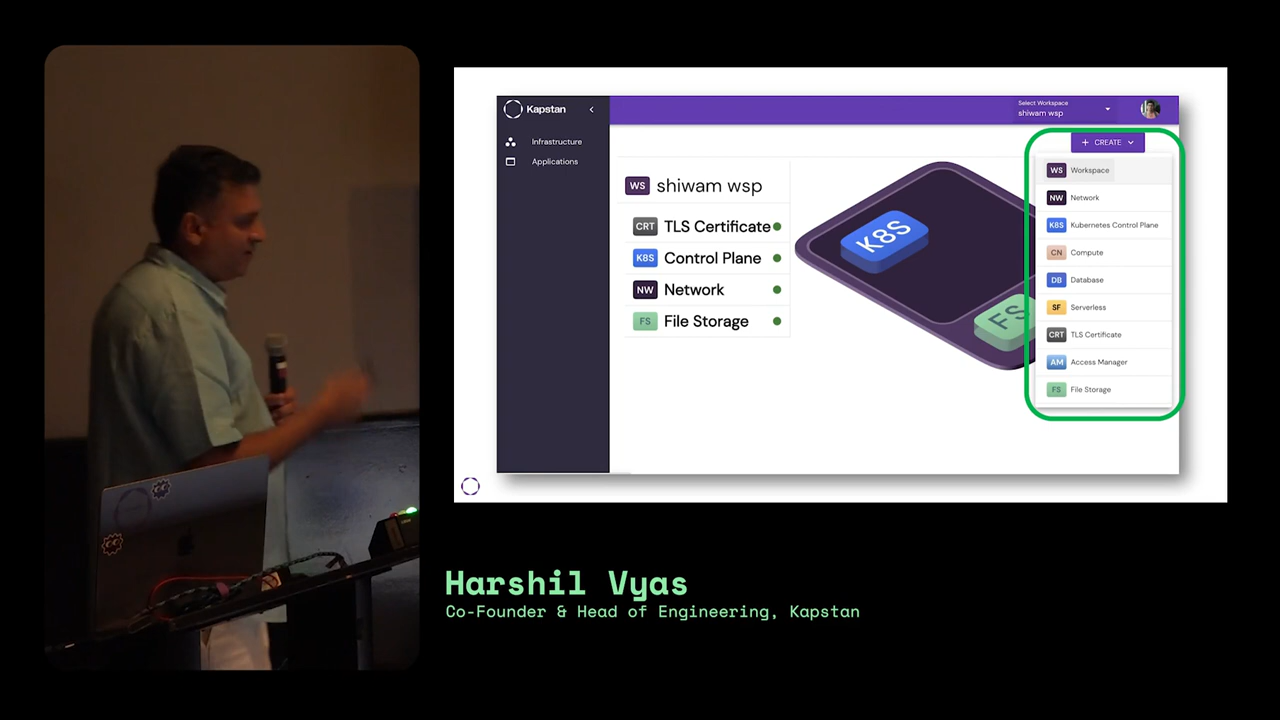 Kapstan
Select Workspace
shiwam wsp
Infrastructure
Applications
+ CREATE
WS shiwam wsp
CRT TLS Certificate
K8S Control Plane
NW Network
FS File Storage
K8S
FS
WS Workspace
NW Network
K8S Kubernetes Control Plane
CN Compute
DB Database
SF Serverless
CRT TLS Certificate
AM Access Manager
FS File Storage
Harshil Vyas
Co-Founder & Head of Engineering, Kapstan